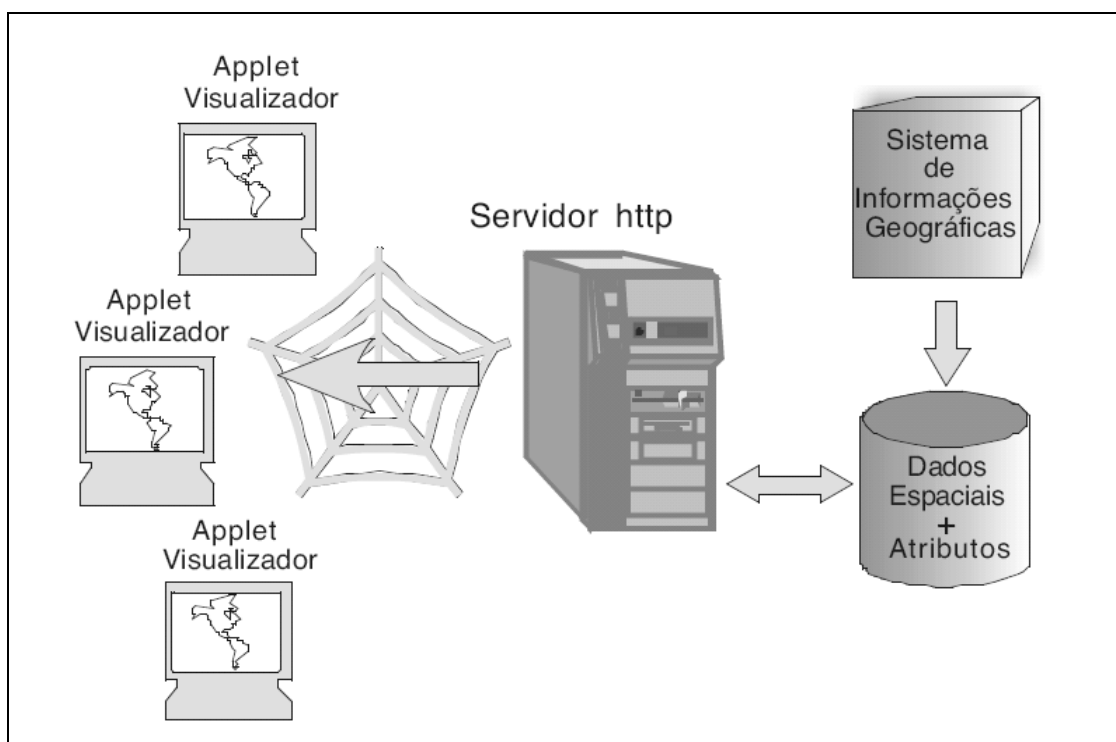 Applet
Visualizador
Applet
Visualizador
Applet
Visualizador
Servidor http
Sistema
de
Informações
Geográficas
Dados
Espaciais
+
Atributos